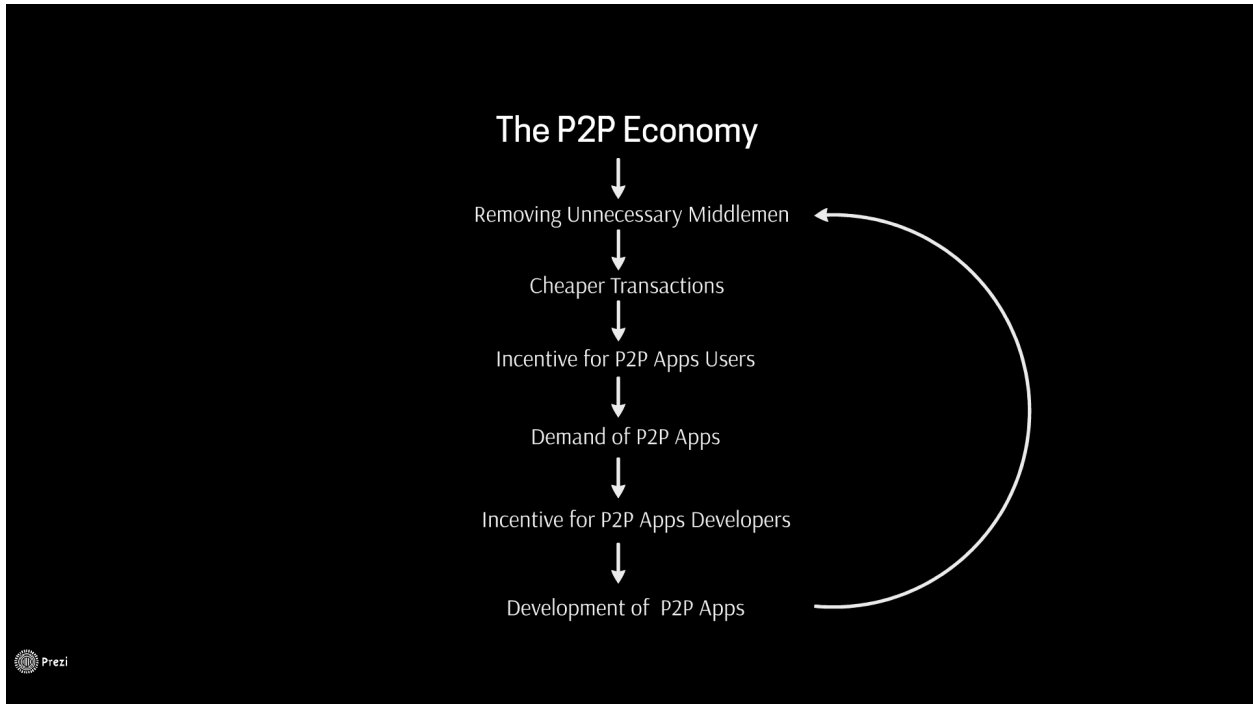 The P2P Economy
Removing Unnecessary Middlemen
Cheaper Transactions
Incentive for P2P Apps Users
Demand of P2P Apps
Incentive for P2P Apps Developers
Development of P2P Apps
Prezi